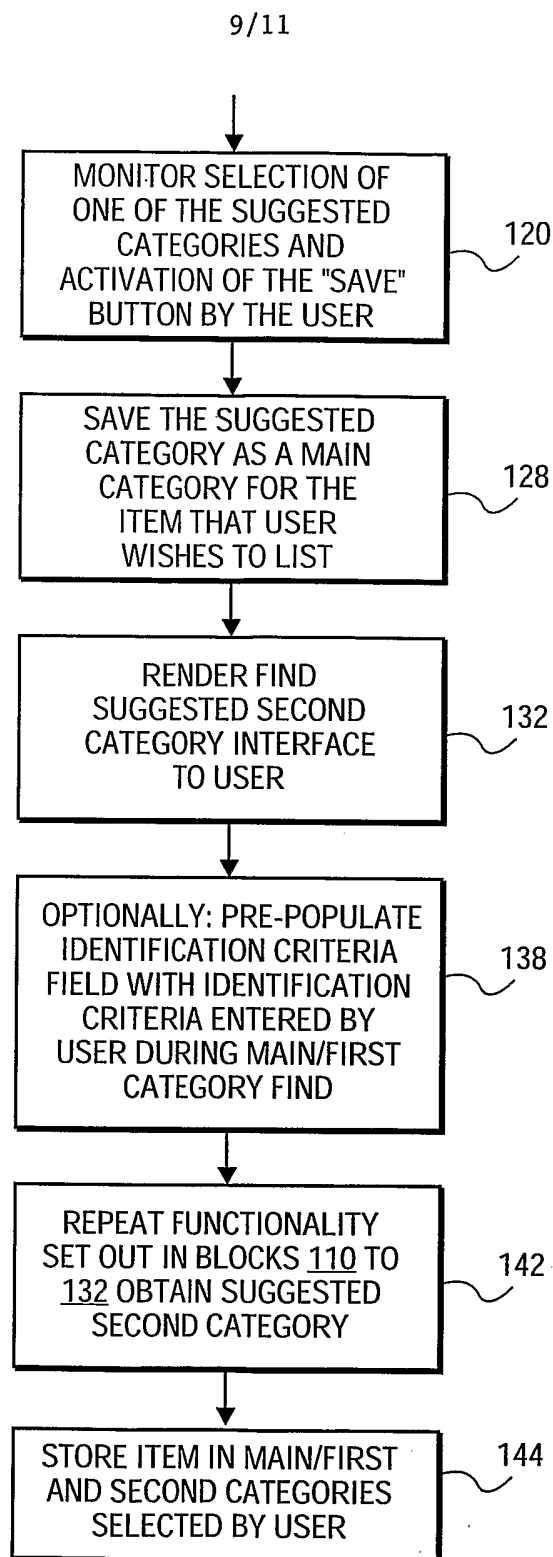 9/11
MONITOR SELECTION OF
ONE OF THE SUGGESTED
CATEGORIES AND
ACTIVATION OF THE "SAVE"
BUTTON BY THE USER
120
SAVE THE SUGGESTED
CATEGORY AS A MAIN
CATEGORY FOR THE
ITEM THAT USER
WISHES TO LIST
128
RENDER FIND
SUGGESTED SECOND
CATEGORY INTERFACE
TO USER
132
OPTIONALLY: PRE-POPULATE
IDENTIFICATION CRITERIA
FIELD WITH IDENTIFICATION
CRITERIA ENTERED BY
USER DURING MAIN/FIRST
CATEGORY FIND
138
REPEAT FUNCTIONALITY
SET OUT IN BLOCKS 110 TO
132 OBTAIN SUGGESTED
SECOND CATEGORY
142
STORE ITEM IN MAIN/FIRST
AND SECOND CATEGORIES
SELECTED BY USER
144